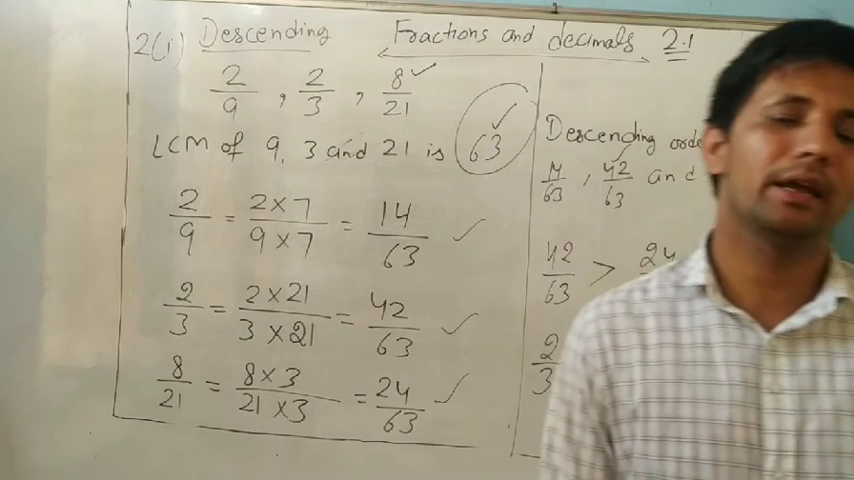 2(i) Descending
Fractions and decimals 2.1
2/9 , 2/3 , 8/21 ✓
LCM of 9, 3 and 21 is 63 ✓
2/9 = 2×7/9×7 = 14/63 ✓
2/3 = 2×21/3×21 = 42/63 ✓
8/21 = 8×3/21×3 = 24/63 ✓
Descending orde
14/63 , 42/63 and
42/63 > 24
2/3